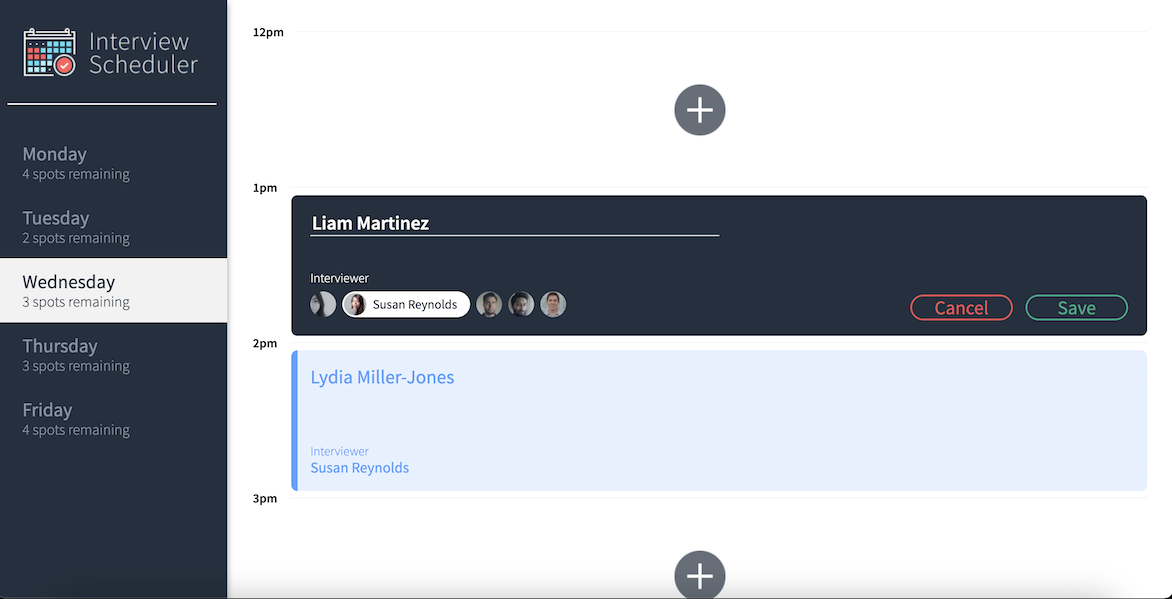 Interview
Scheduler
Monday
4 spots remaining
Tuesday
2 spots remaining
Wednesday
3 spots remaining
Thursday
3 spots remaining
Friday
4 spots remaining
12pm
1pm
Liam Martinez
Interviewer
Susan Reynolds
Cancel
Save
2pm
Lydia Miller-Jones
Interviewer
Susan Reynolds
3pm